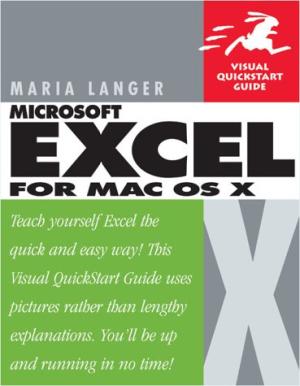 VISUAL
QUICKSTART
GUIDE
MARIA LANGER
MICROSOFT
EXCEL
FOR MAC OS X
Teach yourself Excel the
quick and easy way! This
Visual QuickStart Guide uses
pictures rather than lengthy
explanations. You'll be up
and running in no time!
X